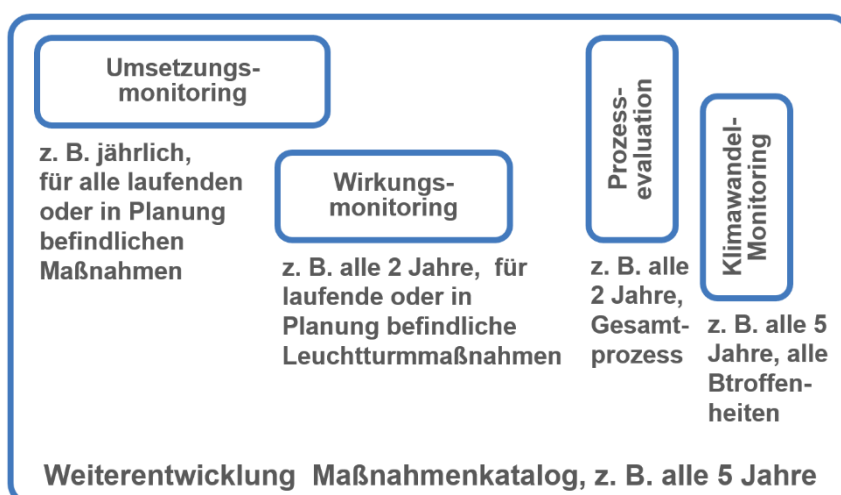 Umsetzungs-
monitoring
z. B. jährlich,
für alle laufenden
oder in Planung
befindlichen
Maßnahmen
Wirkungs-
monitoring
z. B. alle 2 Jahre,  für
laufende oder in
Planung befindliche
Leuchtturmmaßnahmen
Prozess-
evaluation
z. B. alle
2 Jahre,
Gesamt-
prozess
Klimawandel-
Monitoring
z. B. alle 5
Jahre, alle
Btroffen-
heiten
Weiterentwicklung  Maßnahmenkatalog, z. B. alle 5 Jahre